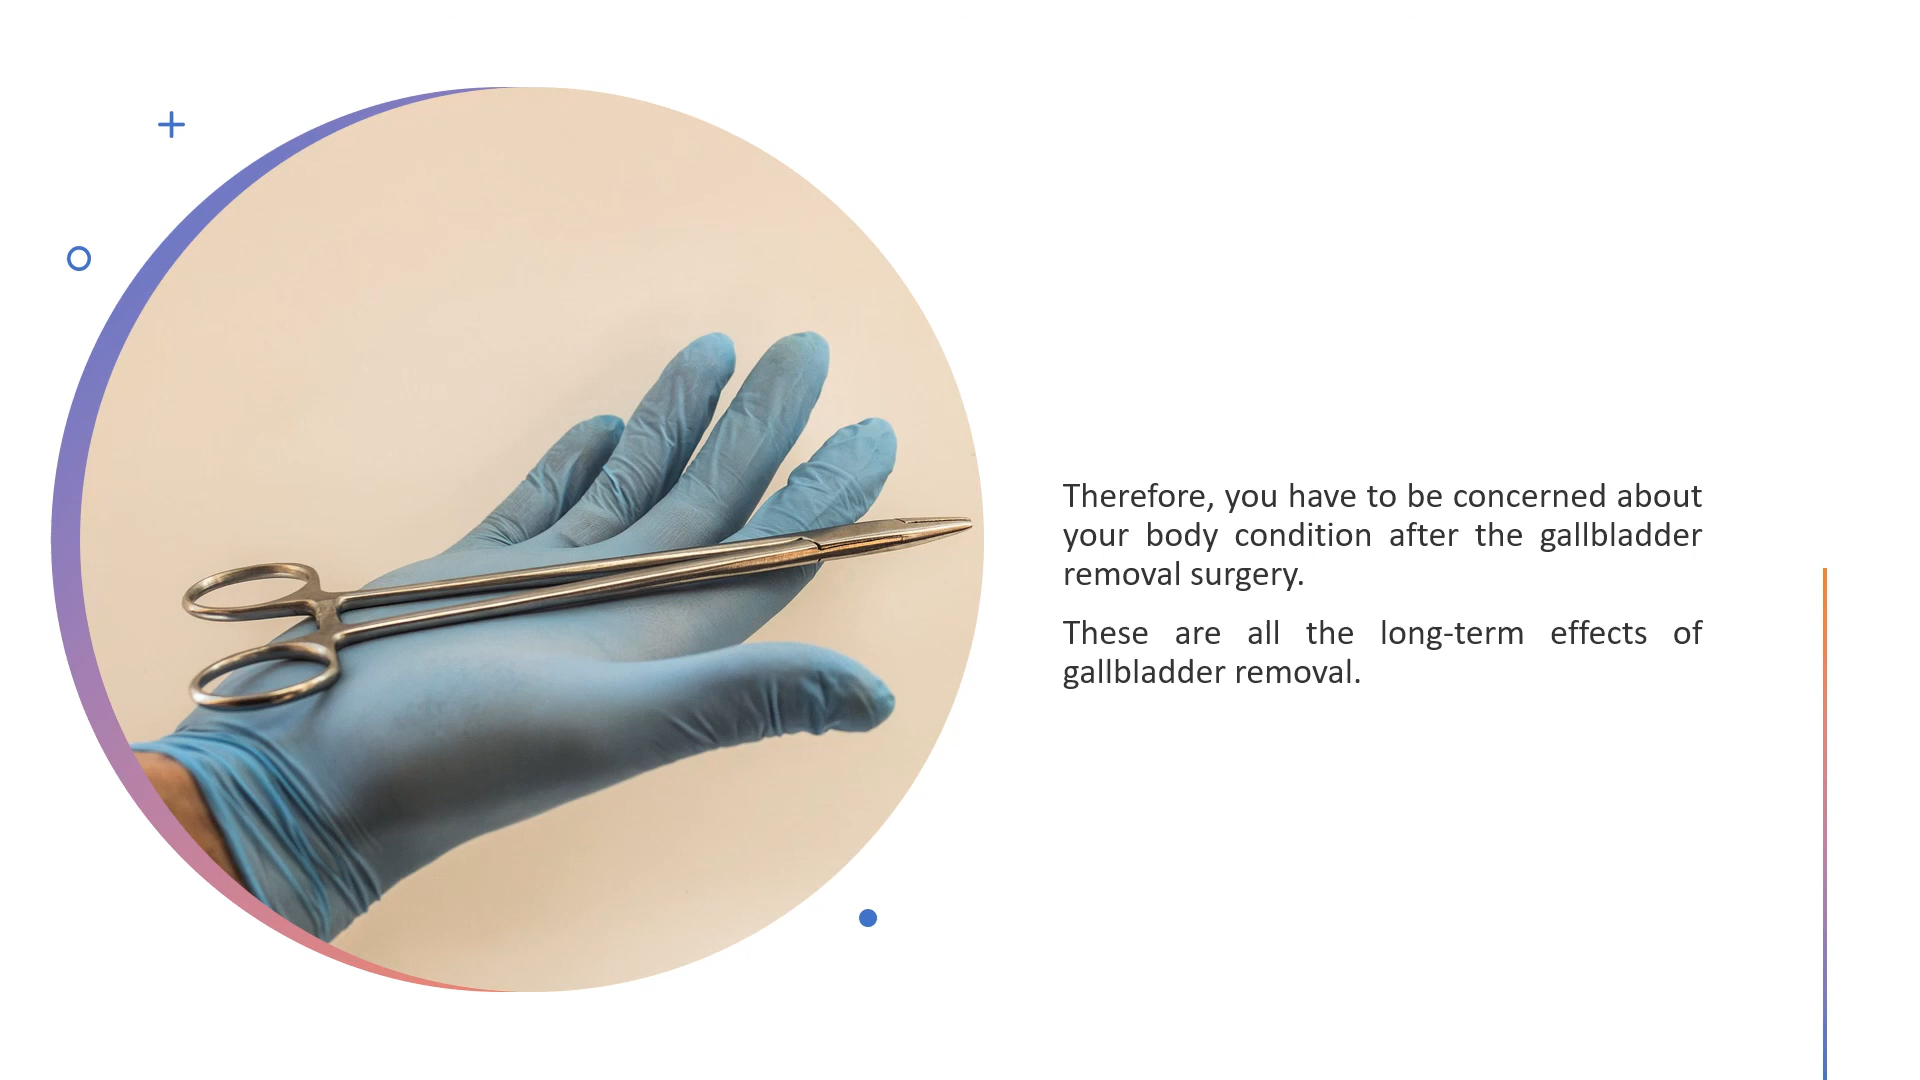 Therefore, you have to be concerned about
your body condition after the gallbladder
removal surgery.
These are all the long-term effects of
gallbladder removal.